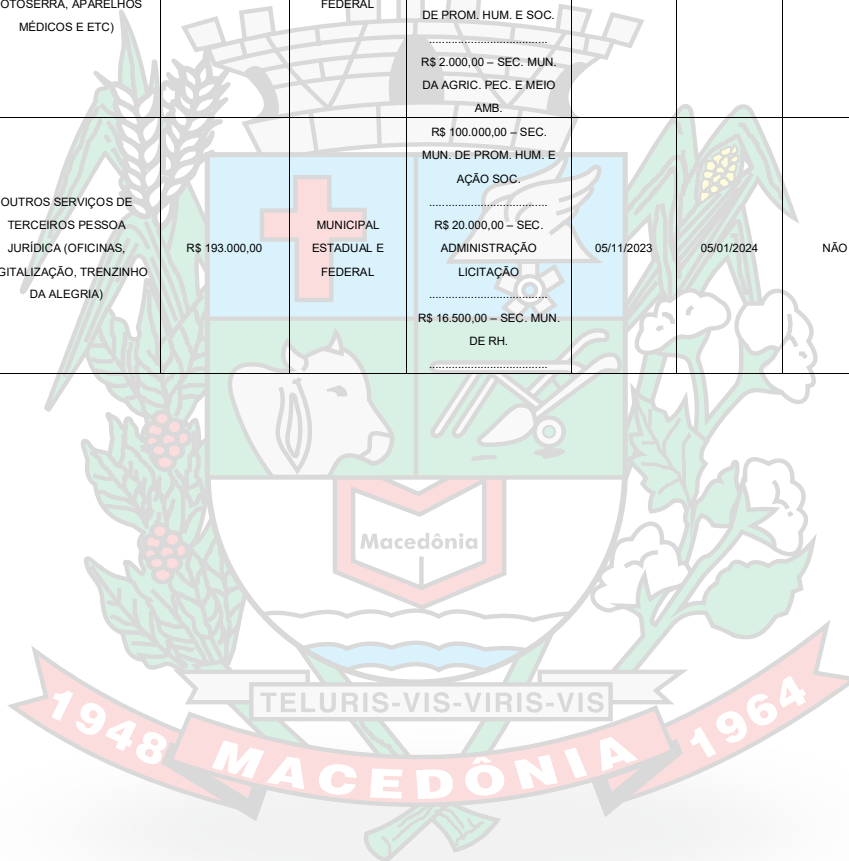 OTOSERRA, APARELHOS
MÉDICOS E ETC)
FEDERAL
DE PROM. HUM. E SOC.
.....................................
R$ 2.000,00 – SEC. MUN.
DA AGRIC. PEC. E MEIO
AMB.
OUTROS SERVIÇOS DE
TERCEIROS PESSOA
JURÍDICA (OFICINAS,
GITALIZAÇÃO, TRENZINHO
DA ALEGRIA)
R$ 193.000,00
MUNICIPAL
ESTADUAL E
FEDERAL
R$ 100.000,00 – SEC.
MUN. DE PROM. HUM. E
AÇÃO SOC.
.....................................
R$ 20.000,00 – SEC.
ADMINISTRAÇÃO
LICITAÇÃO
.....................................
R$ 16.500,00 – SEC. MUN.
DE RH.
.....................................
05/11/2023
05/01/2024
NÃO
Macedônia
TELURIS-VIS-VIRIS-VIS
1948 MACEDÔNIA 1964